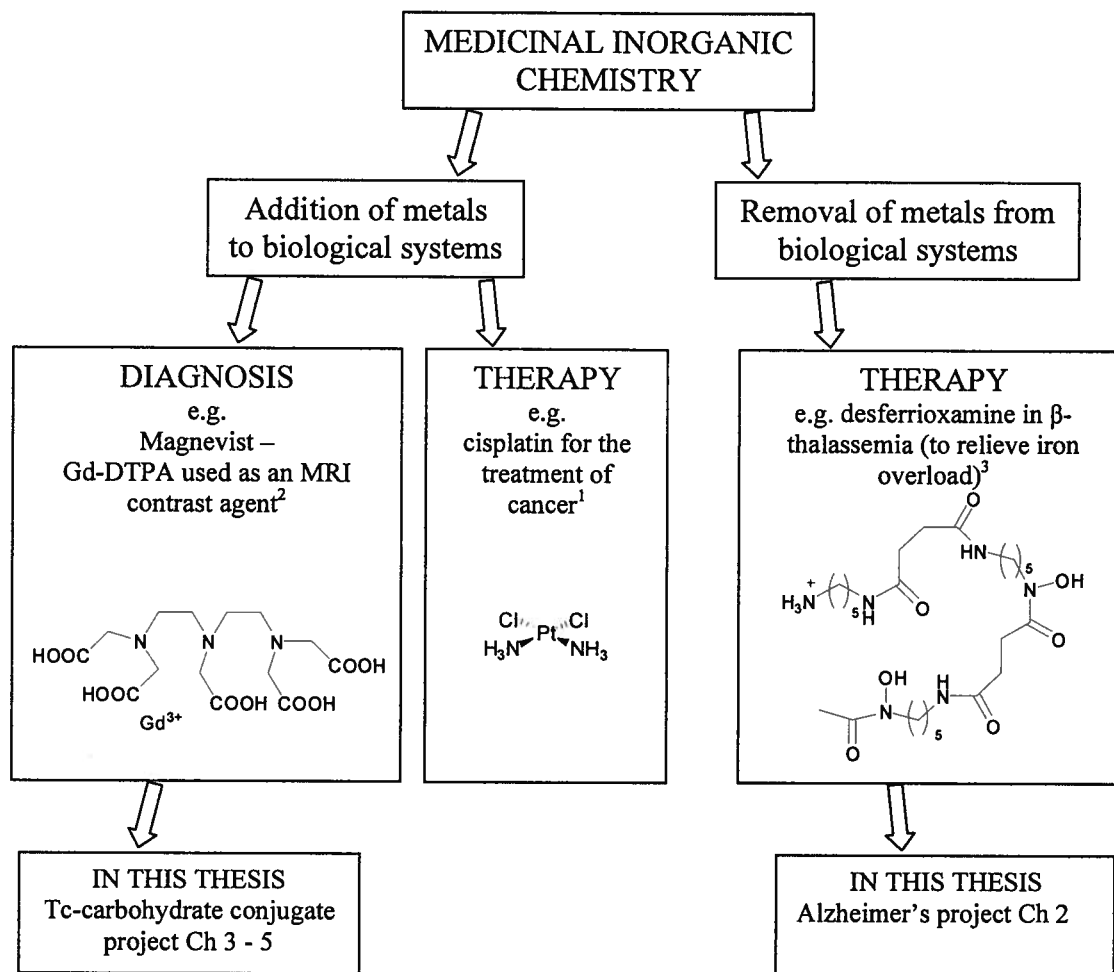 MEDICINAL INORGANIC
CHEMISTRY
Addition of metals
to biological systems
Removal of metals from
biological systems
DIAGNOSIS
e.g.
Magnevist –
Gd-DTPA used as an MRI
contrast agent2
N
N
N
HOOC
HOOC
COOH
COOH
COOH
Gd3+
THERAPY
e.g.
cisplatin for the
treatment of
cancer1
Cl
Cl
Pt
H3N
NH3
THERAPY
e.g. desferrioxamine in β-
thalassemia (to relieve iron
overload)3
O
HN
5
N
OH
+
H3N
5
N
H
O
O
OH
H
N
N
5
O
O
IN THIS THESIS
Tc-carbohydrate conjugate
project Ch 3 - 5
IN THIS THESIS
Alzheimer's project Ch 2